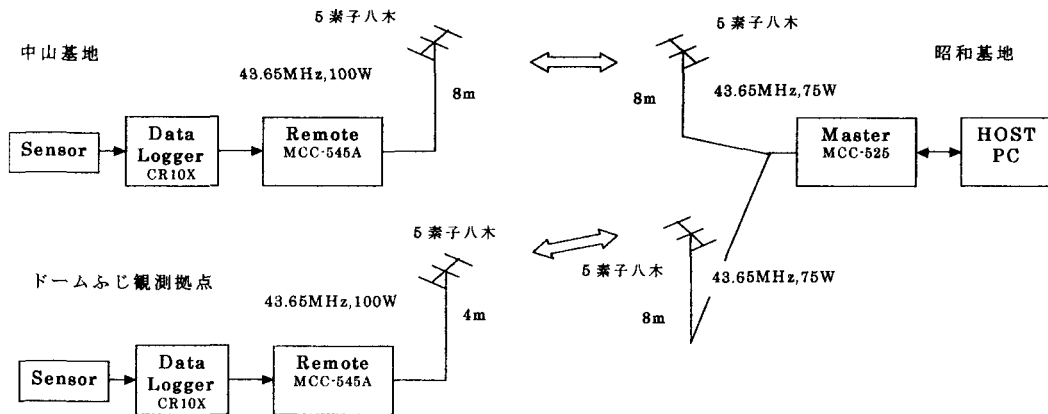 5素子八木
5素子八木
中山基地
昭和基地
43.65MHz,100W
8m
8m
43.65MHz,75W
Sensor
Data
Logger
CR10X
Remote
MCC-545A
Master
MCC-525
HOST
PC
5素子八木
5素子八木
ドームふじ観測拠点
43.65MHz,100W
4m
8m
43.65MHz,75W
Sensor
Data
Logger
CR10X
Remote
MCC-545A